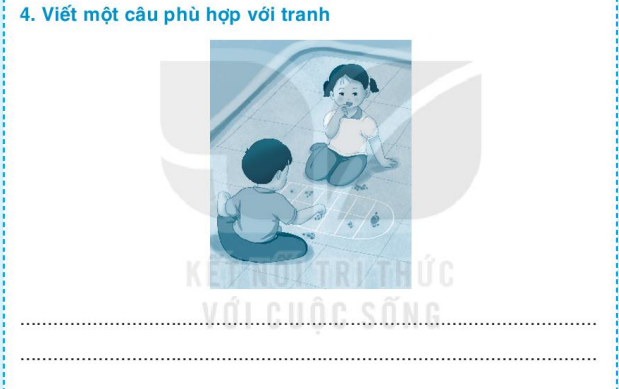 4. Viết một câu phù hợp với tranh
KẾT NỐI TRI THỨC
VỚI CUỘC SỐNG